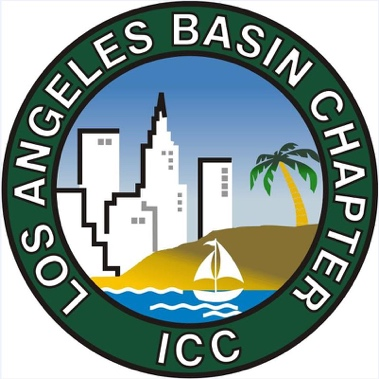 LOS ANGELES BASIN CHAPTER
ICC